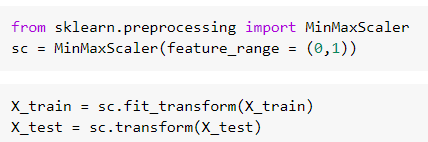 from sklearn.preprocessing import MinMaxScaler
sc = MinMaxScaler(feature_range = (0,1))
X_train = sc.fit_transform(X_train)
X_test = sc.transform(X_test)